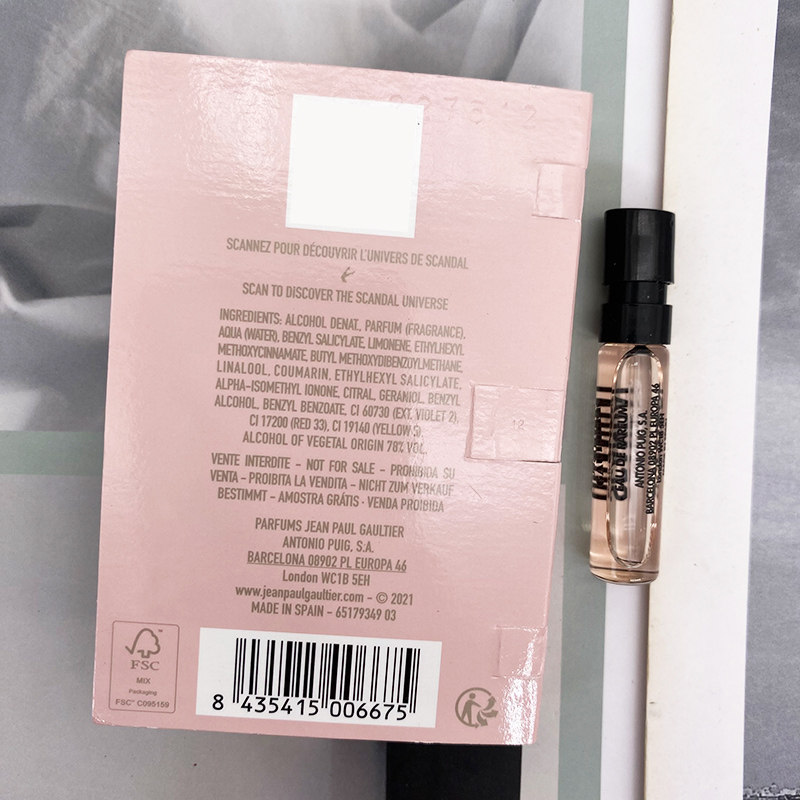 SCANNEZ POUR DÉCOUVRIR L'UNIVERS DE SCANDAL
SCAN TO DISCOVER THE SCANDAL UNIVERSE
INGREDIENTS: ALCOHOL DENAT., PARFUM (FRAGRANCE),
AQUA (WATER), BENZYL SALICYLATE, LIMONENE, ETHYLHEXYL
METHOXYCINNAMATE, BUTYL METHOXYDIBENZOYLMETHANE,
LINALOOL, COUMARIN, ETHYLHEXYL SALICYLATE,
ALPHA-ISOMETHYL IONONE, CITRAL, GERANIOL, BENZYL
ALCOHOL, BENZYL BENZOATE, CI 60730 (EXT. VIOLET 2),
CI 17200 (RED 33), CI 19140 (YELLOW 5).
ALCOHOL OF VEGETAL ORIGIN 78% VOL.
VENTE INTERDITE - NOT FOR SALE - PROHIBIDA SU
VENTA - PROIBITA LA VENDITA - NICHT ZUM VERKAUF
BESTIMMT - AMOSTRA GRÁTIS - VENDA PROIBIDA
PARFUMS JEAN PAUL GAULTIER
ANTONIO PUIG, S.A.
BARCELONA 08902 PL EUROPA 46
London WC1B 5EH
www.jeanpaulgaultier.com - © 2021
MADE IN SPAIN - 65179349 03
FSC
MIX
Packaging
FSC™ C095159
8 435415 006675
12
EAU DE PARFUM
ANTONIO PUIG, S.A.
BARCELONA 08902 PL EUROPA 46
London WC1B 5EH